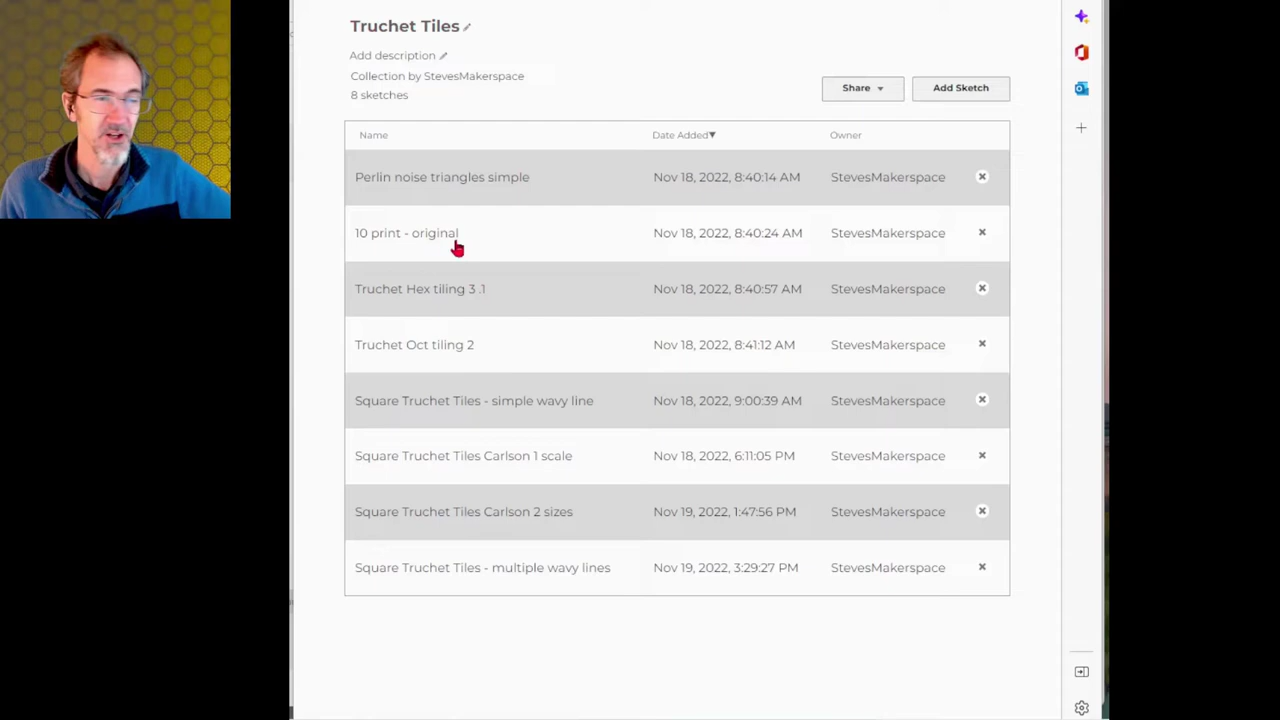 Truchet Tiles
Add description
Collection by StevesMakerspace
8 sketches
Share
Add Sketch
Name Date Added▼ Owner
Perlin noise triangles simple Nov 18, 2022, 8:40:14 AM StevesMakerspace
10 print - original Nov 18, 2022, 8:40:24 AM StevesMakerspace
Truchet Hex tiling 3 .1 Nov 18, 2022, 8:40:57 AM StevesMakerspace
Truchet Oct tiling 2 Nov 18, 2022, 8:41:12 AM StevesMakerspace
Square Truchet Tiles - simple wavy line Nov 18, 2022, 9:00:39 AM StevesMakerspace
Square Truchet Tiles Carlson 1 scale Nov 18, 2022, 6:11:05 PM StevesMakerspace
Square Truchet Tiles Carlson 2 sizes Nov 19, 2022, 1:47:56 PM StevesMakerspace
Square Truchet Tiles - multiple wavy lines Nov 19, 2022, 3:29:27 PM StevesMakerspace